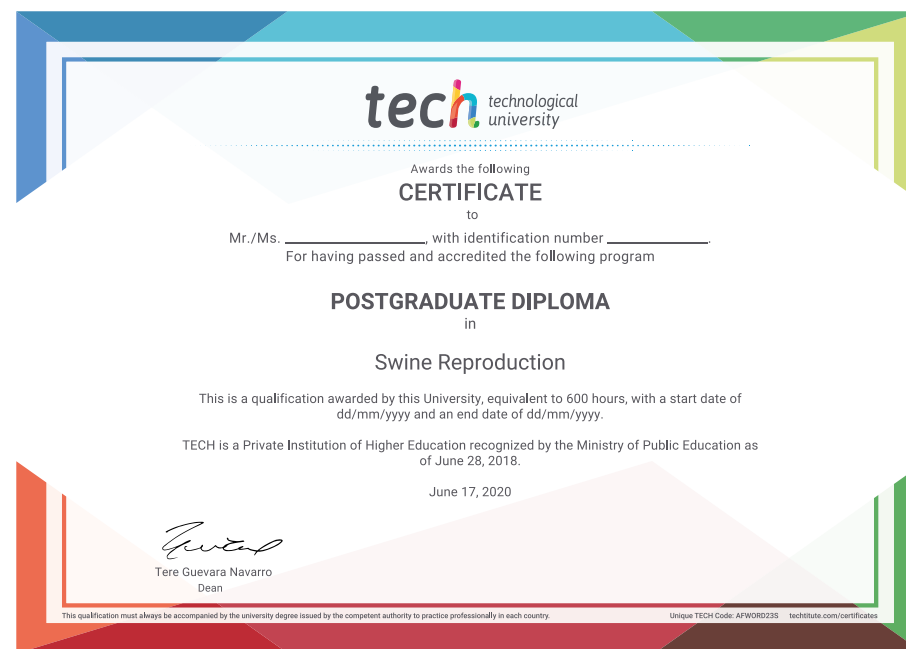 tech technological
university
Awards the following
CERTIFICATE
to
Mr./Ms. ____________________, with identification number ______________.
For having passed and accredited the following program
POSTGRADUATE DIPLOMA
in
Swine Reproduction
This is a qualification awarded by this University, equivalent to 600 hours, with a start date of
dd/mm/yyyy and an end date of dd/mm/yyyy.
TECH is a Private Institution of Higher Education recognized by the Ministry of Public Education as
of June 28, 2018.
June 17, 2020
Tere Guevara Navarro
Dean
This qualification must always be accompanied by the university degree issued by the competent authority to practice professionally in each country.
Unique TECH Code: AFWORD23S techtitute.com/certificates